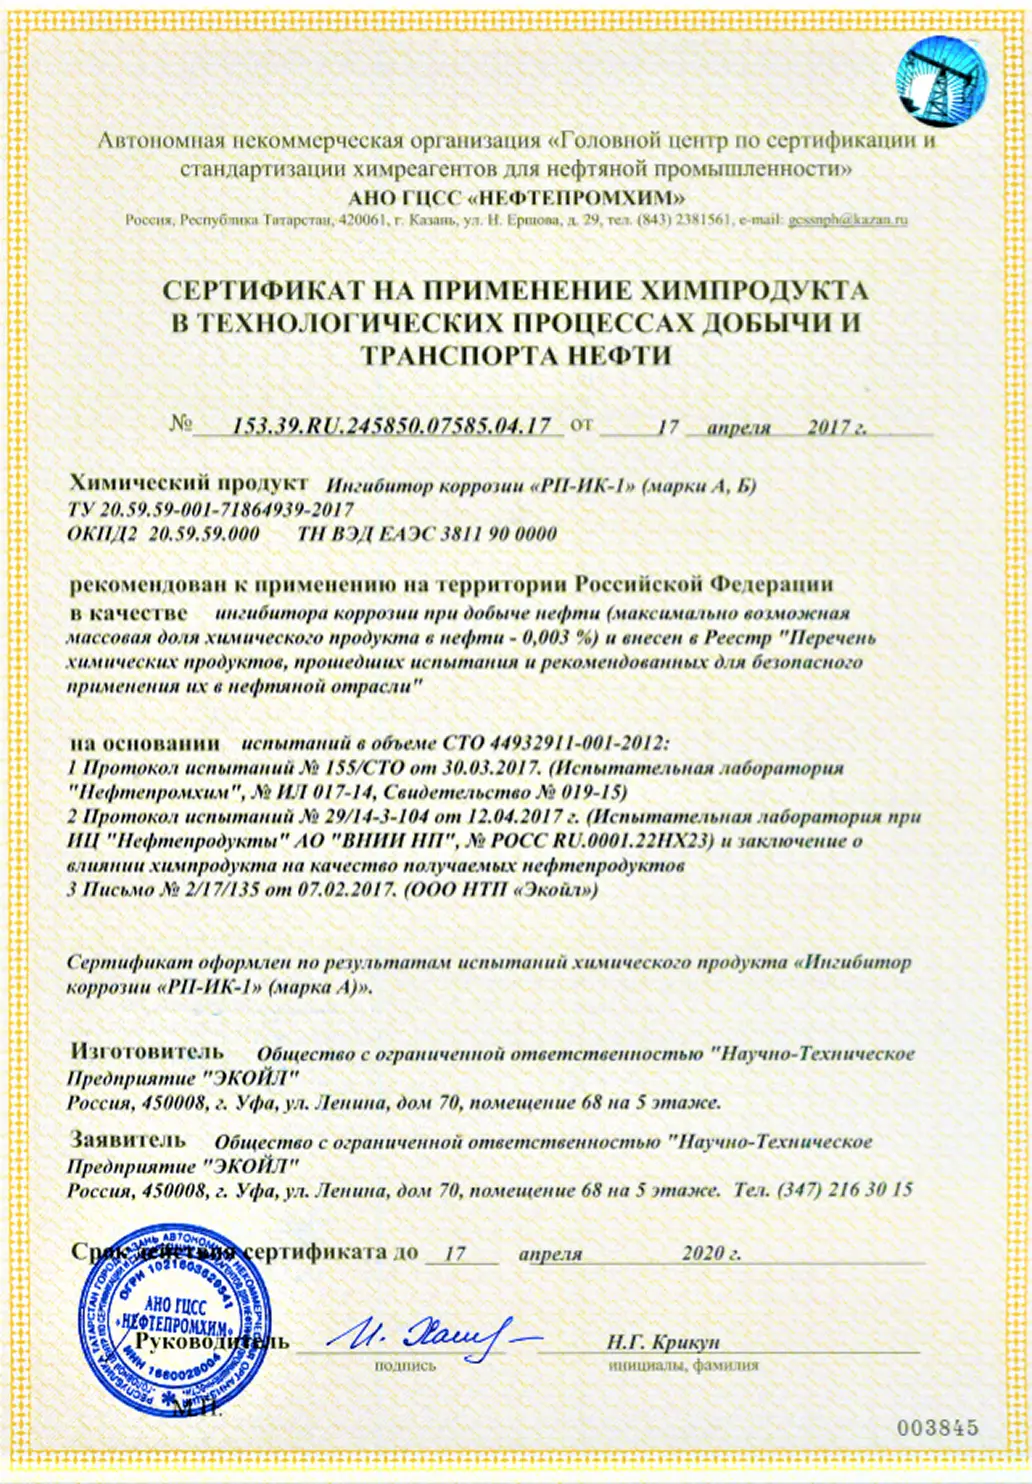 Автономная некоммерческая организация «Головной центр по сертификации и
стандартизации химреагентов для нефтяной промышленности»
АНО ГЦСС «НЕФТЕПРОМХИМ»
Россия, Республика Татарстан, 420061, г. Казань, ул. Н. Ершова, д. 29, тел. (843) 2381561, e-mail: gcssnph@kazan.ru
СЕРТИФИКАТ НА ПРИМЕНЕНИЕ ХИМПРОДУКТА
В ТЕХНОЛОГИЧЕСКИХ ПРОЦЕССАХ ДОБЫЧИ И
ТРАНСПОРТА НЕФТИ
№ 153.39.RU.245850.07585.04.17 от 17 апреля 2017 г.
Химический продукт Ингибитор коррозии «РП-ИК-1» (марки А, Б)
ТУ 20.59.59-001-71864939-2017
ОКПД2 20.59.59.000 ТН ВЭД ЕАЭС 3811 90 0000
рекомендован к применению на территории Российской Федерации
в качестве ингибитора коррозии при добыче нефти (максимально возможная
массовая доля химического продукта в нефти - 0,003 %) и внесен в Реестр "Перечень
химических продуктов, прошедших испытания и рекомендованных для безопасного
применения их в нефтяной отрасли"
на основании испытаний в объеме СТО 44932911-001-2012:
1 Протокол испытаний № 155/СТО от 30.03.2017. (Испытательная лаборатория
"Нефтепромхим", № ИЛ 017-14, Свидетельство № 019-15)
2 Протокол испытаний № 29/14-3-104 от 12.04.2017 г. (Испытательная лаборатория при
ИЦ "Нефтепродукты" АО "ВНИИ НП", № РОСС RU.0001.22НХ23) и заключение о
влиянии химпродукта на качество получаемых нефтепродуктов
3 Письмо № 2/17/135 от 07.02.2017. (ООО НТП «Экойл»)
Сертификат оформлен по результатам испытаний химического продукта «Ингибитор
коррозии «РП-ИК-1» (марка А)».
Изготовитель Общество с ограниченной ответственностью "Научно-Техническое
Предприятие "ЭКОЙЛ"
Россия, 450008, г. Уфа, ул. Ленина, дом 70, помещение 68 на 5 этаже.
Заявитель Общество с ограниченной ответственностью "Научно-Техническое
Предприятие "ЭКОЙЛ"
Россия, 450008, г. Уфа, ул. Ленина, дом 70, помещение 68 на 5 этаже. Тел. (347) 216 30 15
Срок действия сертификата до 17 апреля 2020 г.
АНО ГЦСС
«НЕФТЕПРОМХИМ»
Руководитель Н.Г. Крикун
подпись инициалы, фамилия
М.П.
003845